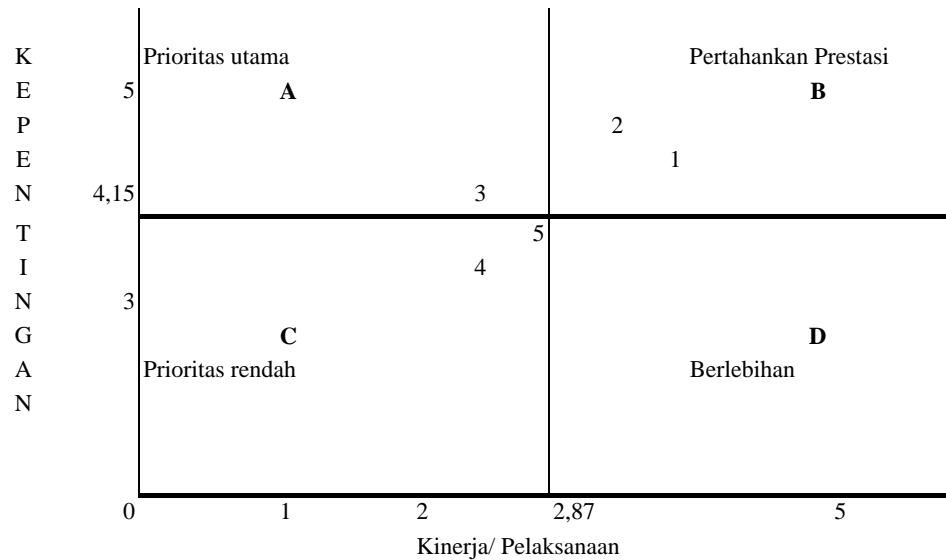 K Prioritas utama Pertahankan Prestasi
E 5 A B
P 2
E 1
N 4,15 3
T 5
I 4
N 3
G C D
A Prioritas rendah Berlebihan
N
0 1 2 2,87 5
Kinerja/ Pelaksanaan